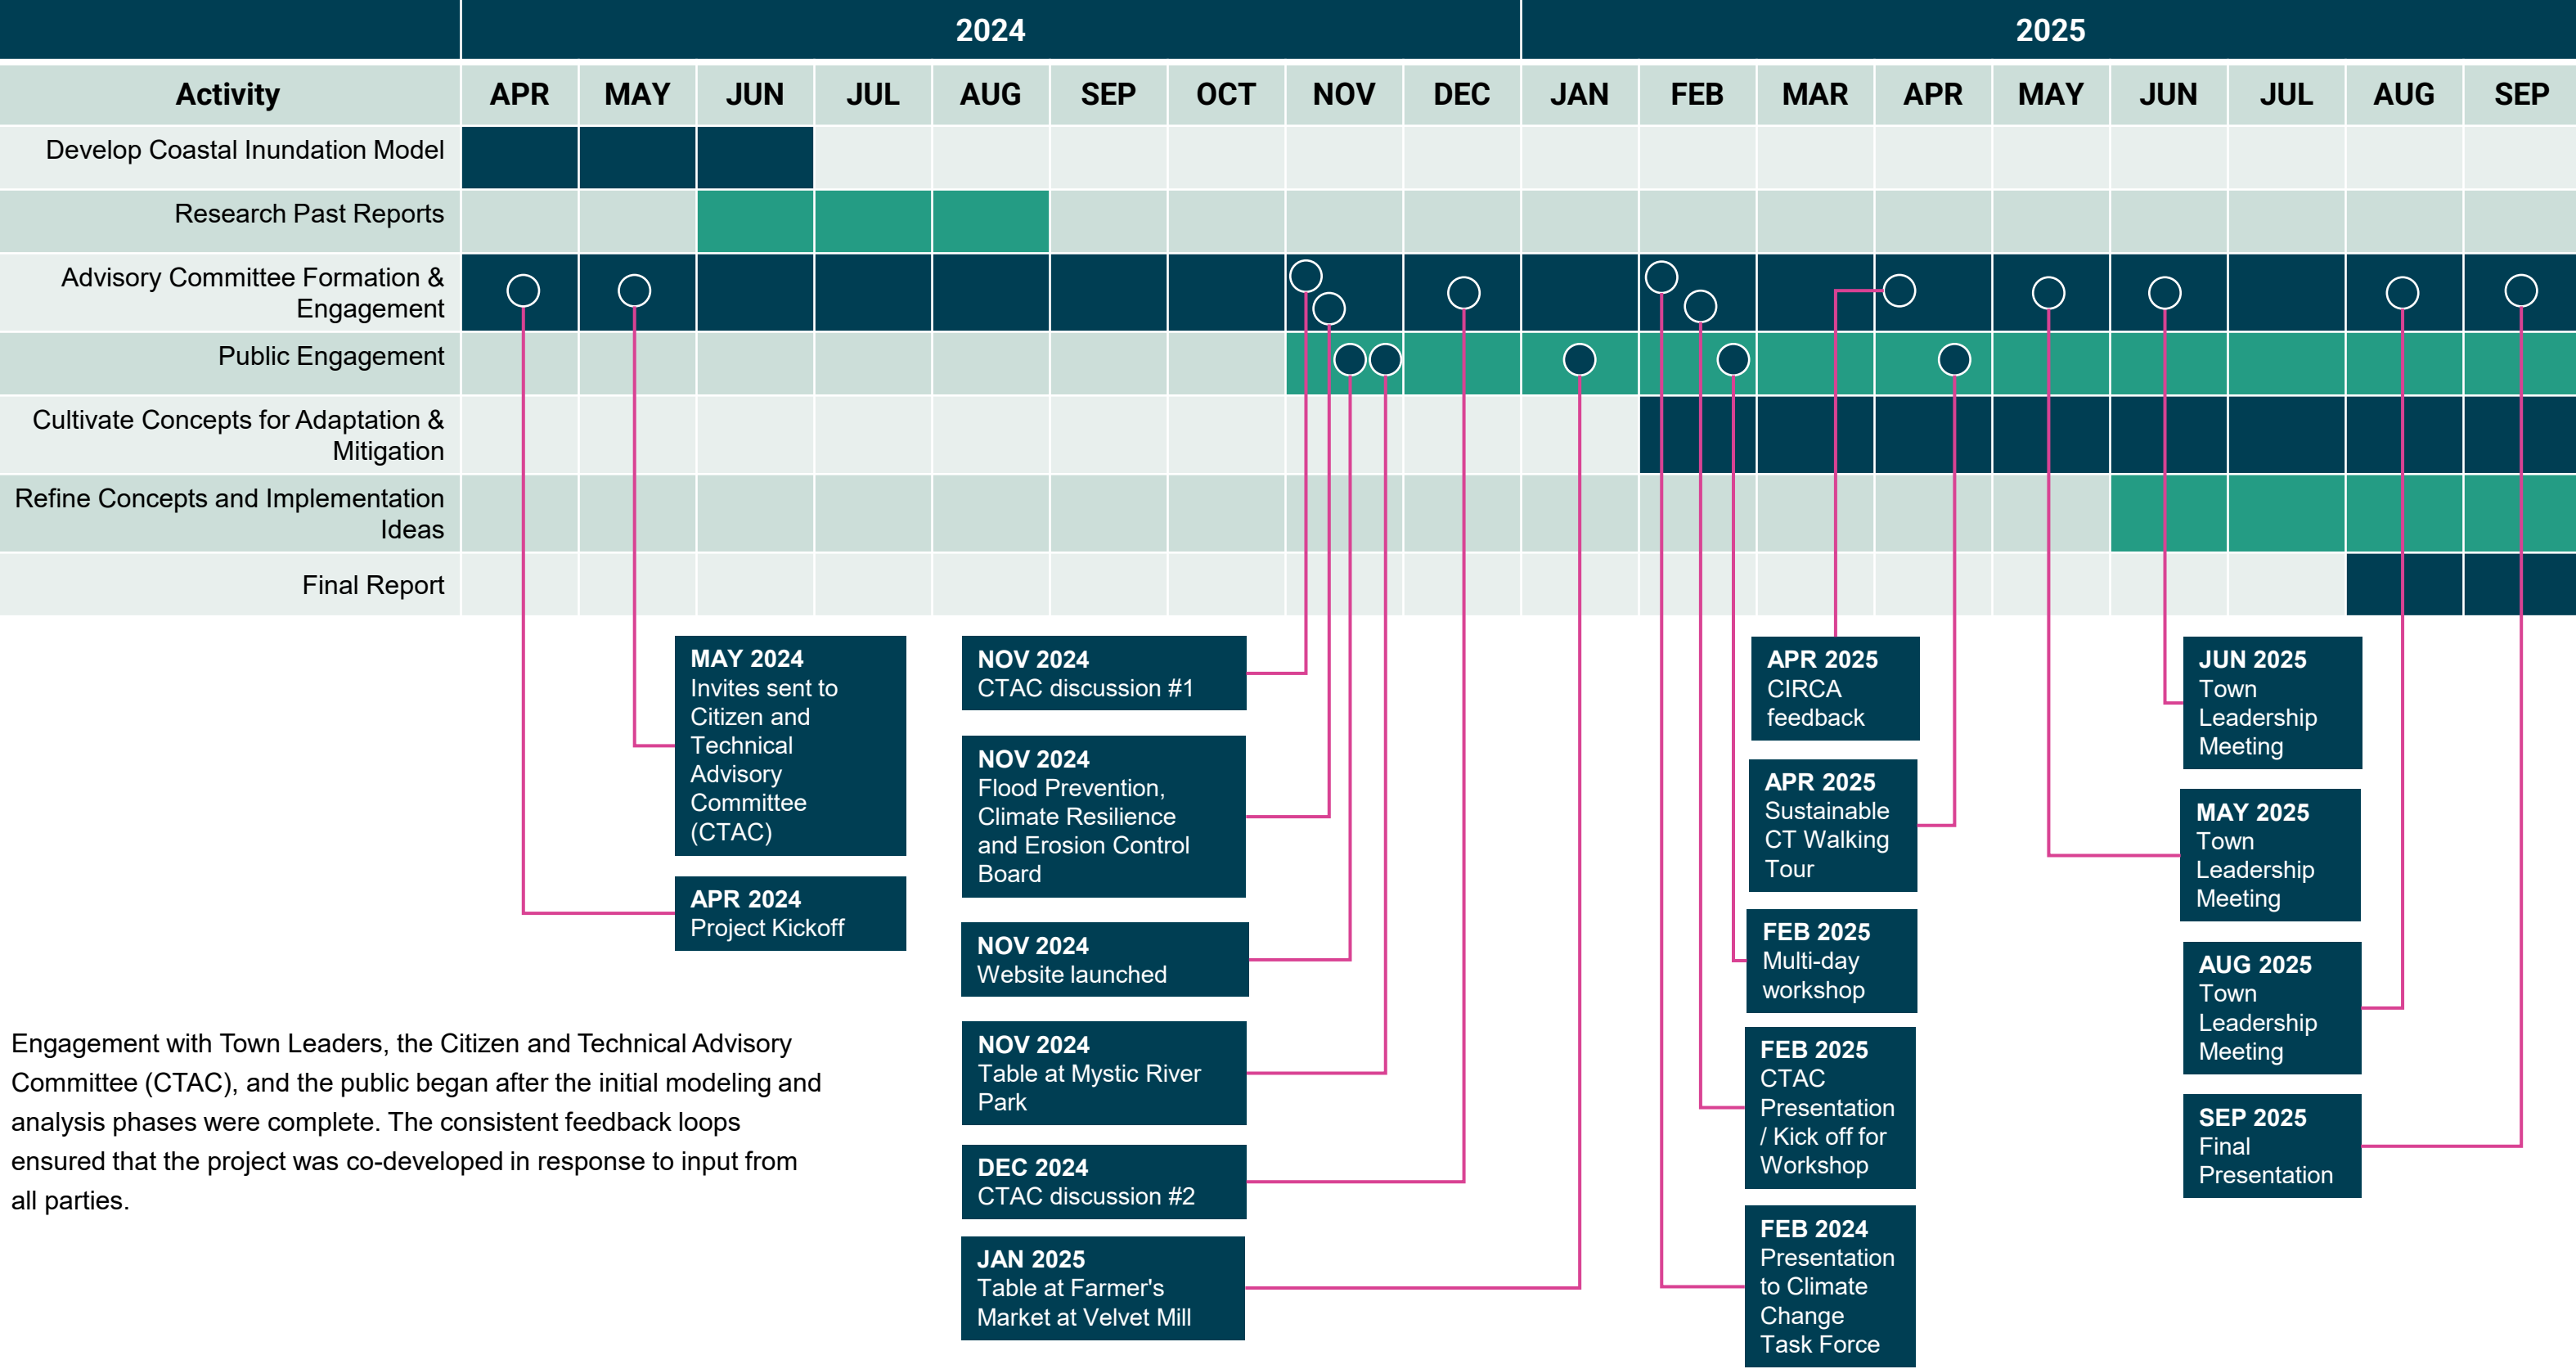 2024
2025
Activity
APR
MAY
JUN
JUL
AUG
SEP
OCT
NOV
DEC
JAN
FEB
MAR
APR
MAY
JUN
JUL
AUG
SEP
Develop Coastal Inundation Model
Research Past Reports
Advisory Committee Formation &
Engagement
Public Engagement
Cultivate Concepts for Adaptation &
Mitigation
Refine Concepts and Implementation
Ideas
Final Report
MAY 2024
Invites sent to
Citizen and
Technical
Advisory
Committee
(CTAC)
APR 2024
Project Kickoff
NOV 2024
CTAC discussion #1
NOV 2024
Flood Prevention,
Climate Resilience
and Erosion Control
Board
NOV 2024
Website launched
NOV 2024
Table at Mystic River
Park
DEC 2024
CTAC discussion #2
JAN 2025
Table at Farmer's
Market at Velvet Mill
APR 2025
CIRCA
feedback
APR 2025
Sustainable
CT Walking
Tour
FEB 2025
Multi-day
workshop
FEB 2025
CTAC
Presentation
/ Kick off for
Workshop
FEB 2024
Presentation
to Climate
Change
Task Force
JUN 2025
Town
Leadership
Meeting
MAY 2025
Town
Leadership
Meeting
AUG 2025
Town
Leadership
Meeting
SEP 2025
Final
Presentation
Engagement with Town Leaders, the Citizen and Technical Advisory
Committee (CTAC), and the public began after the initial modeling and
analysis phases were complete. The consistent feedback loops
ensured that the project was co-developed in response to input from
all parties.